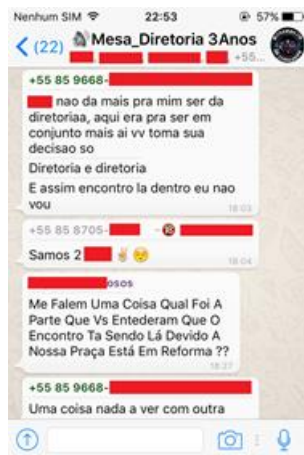 Nenhum SIM 22:53 57%
(22) Mesa_Diretoria 3Anos
+55...
+55 85 9668-
nao da mais pra mim ser da
diretoriaa, aqui era pra ser em
conjunto mais ai vv toma sua
decisao so
Diretoria e diretoria
E assim encontro la dentro eu nao
vou
18:03
+55 85 8705- - 18
Samos 2 ✌ 😌
18:04
osos
Me Falem Uma Coisa Qual Foi A
Parte Que Vs Entederam Que O
Encontro Ta Sendo Lá Devido A
Nossa Praça Está Em Reforma ??
18:27
+55 85 9668-
Uma coisa nada a ver com outra